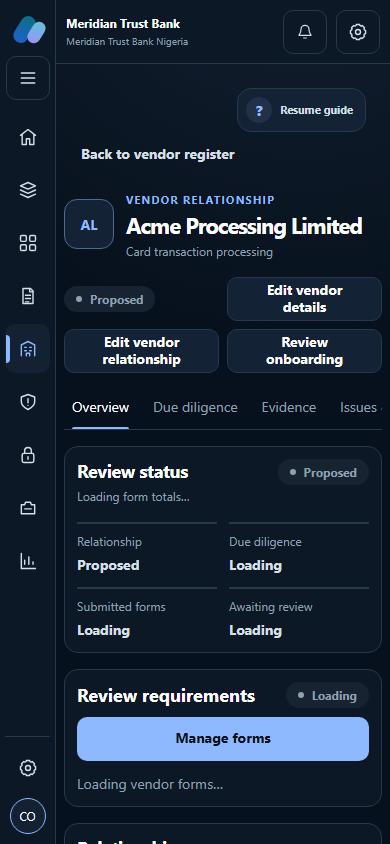 Meridian Trust Bank
Meridian Trust Bank Nigeria
? Resume guide
Back to vendor register
AL
VENDOR RELATIONSHIP
Acme Processing Limited
Card transaction processing
Proposed
Edit vendor
details
Edit vendor
relationship
Review
onboarding
Overview Due diligence Evidence Issues
Review status
Proposed
Loading form totals...
Relationship
Proposed
Due diligence
Loading
Submitted forms
Loading
Awaiting review
Loading
Review requirements
Loading
Manage forms
Loading vendor forms...
CO